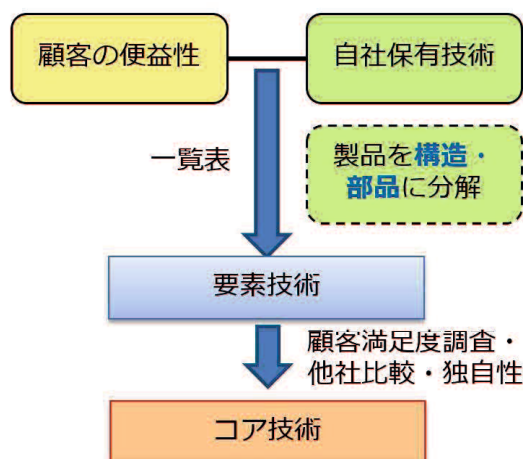 顧客の便益性
自社保有技術
一覧表
製品を構造・
部品に分解
要素技術
顧客満足度調査・
他社比較・独自性
コア技術